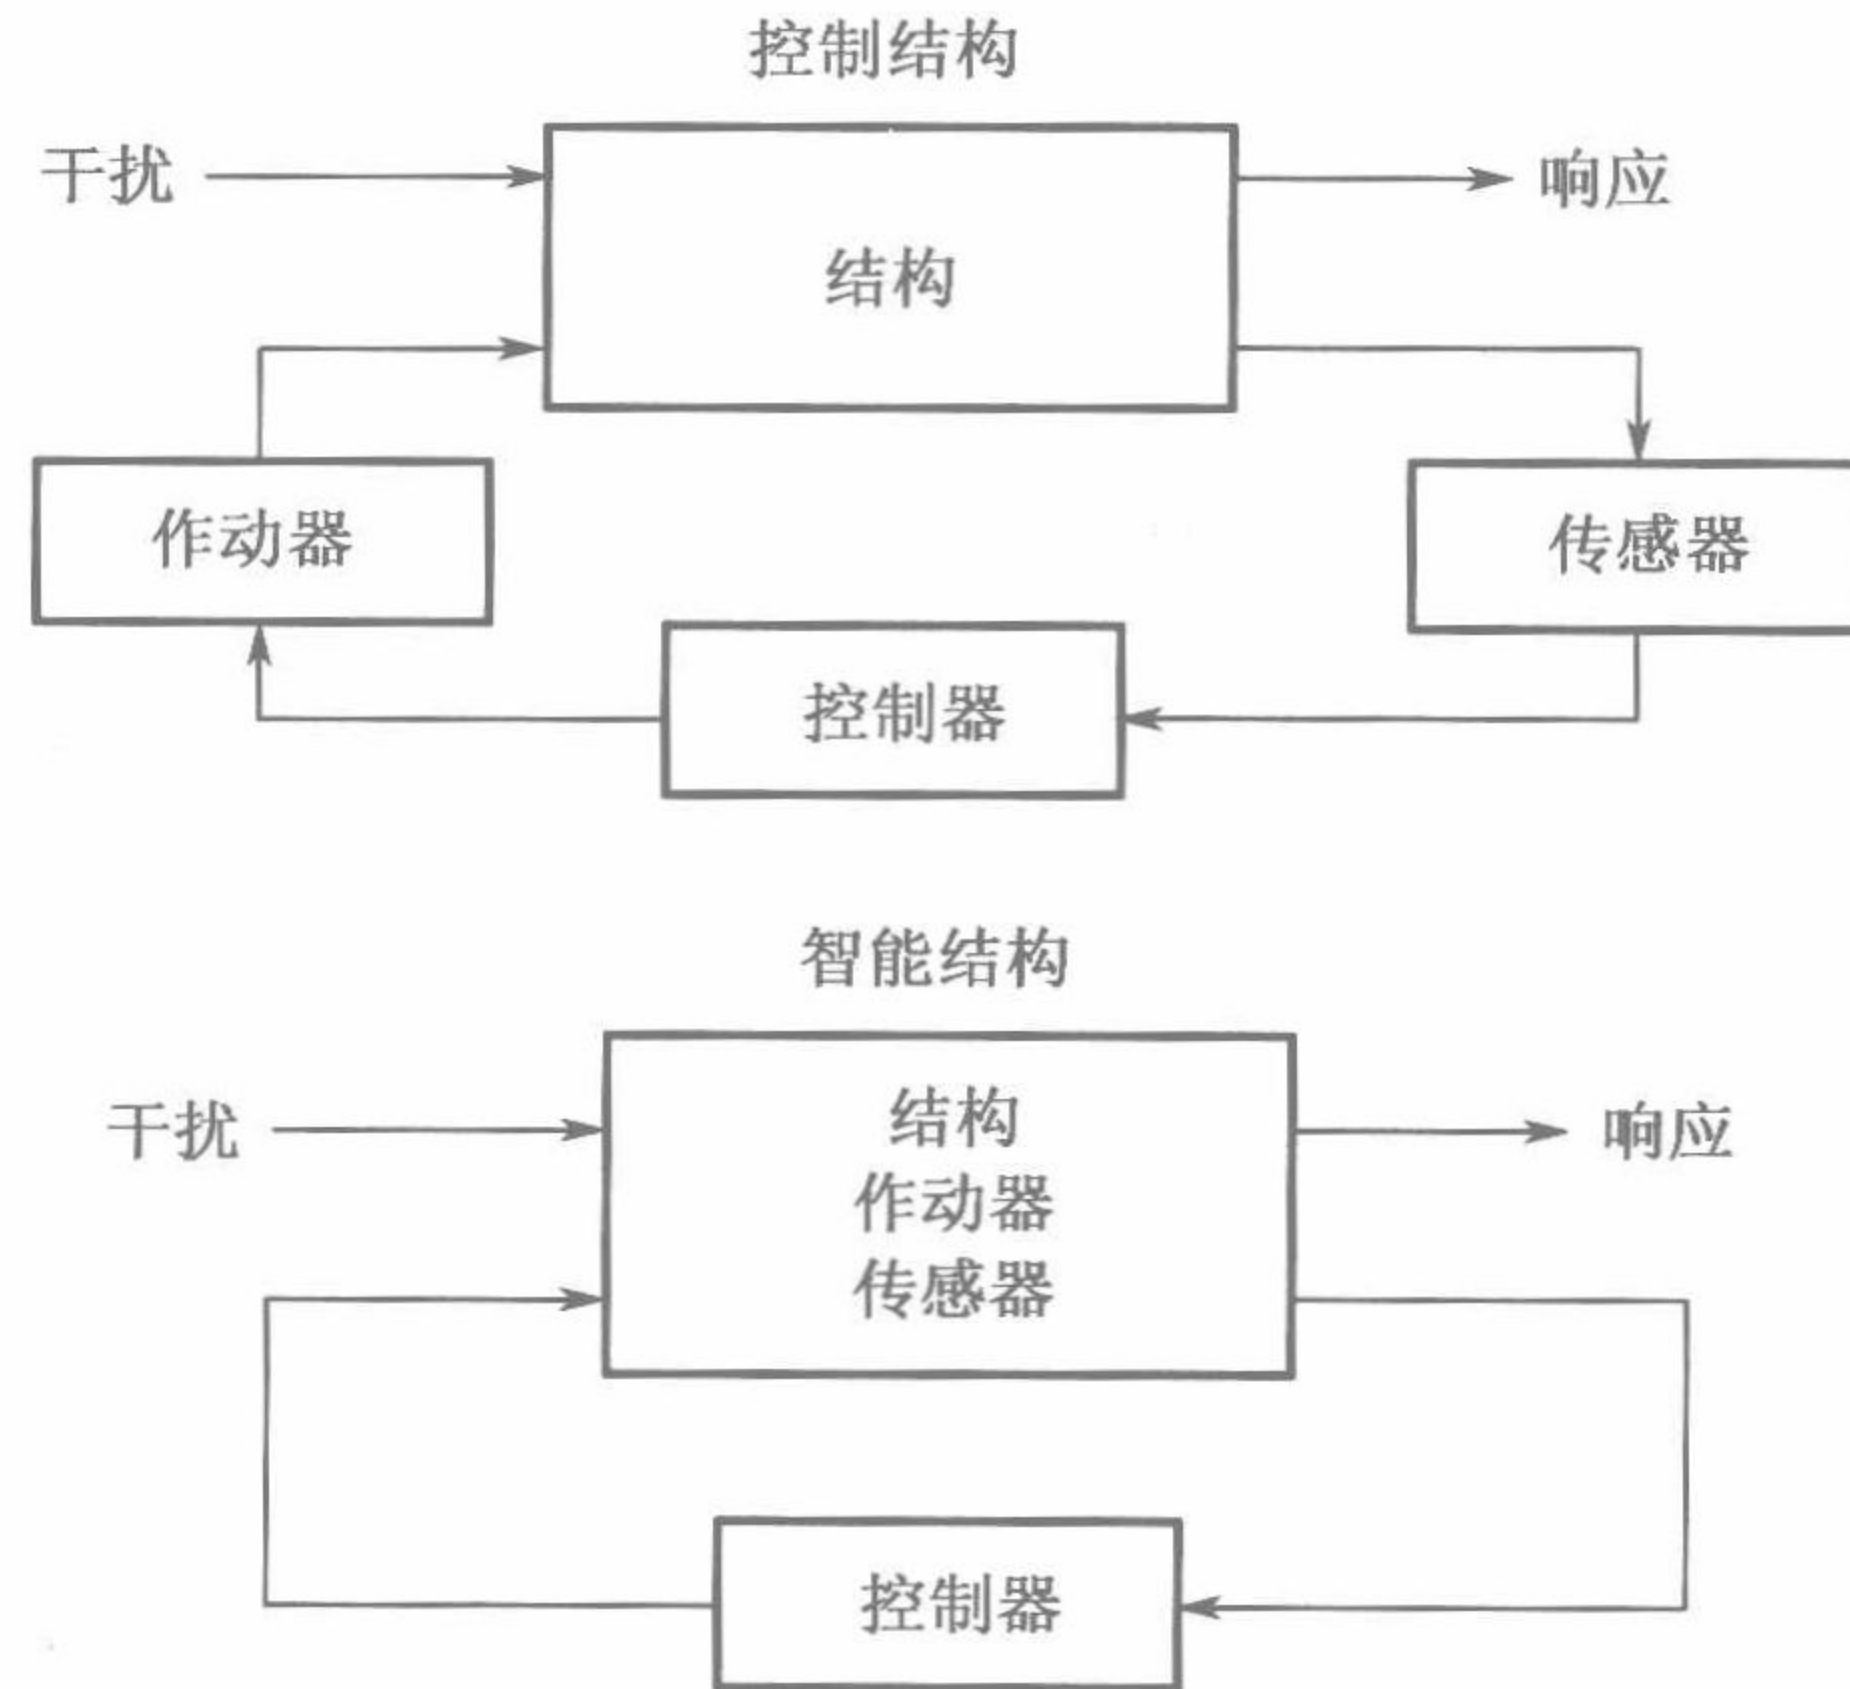 控制结构
干扰
响应
结构
作动器
传感器
控制器
智能结构
干扰
结构
响应
作动器
传感器
控制器